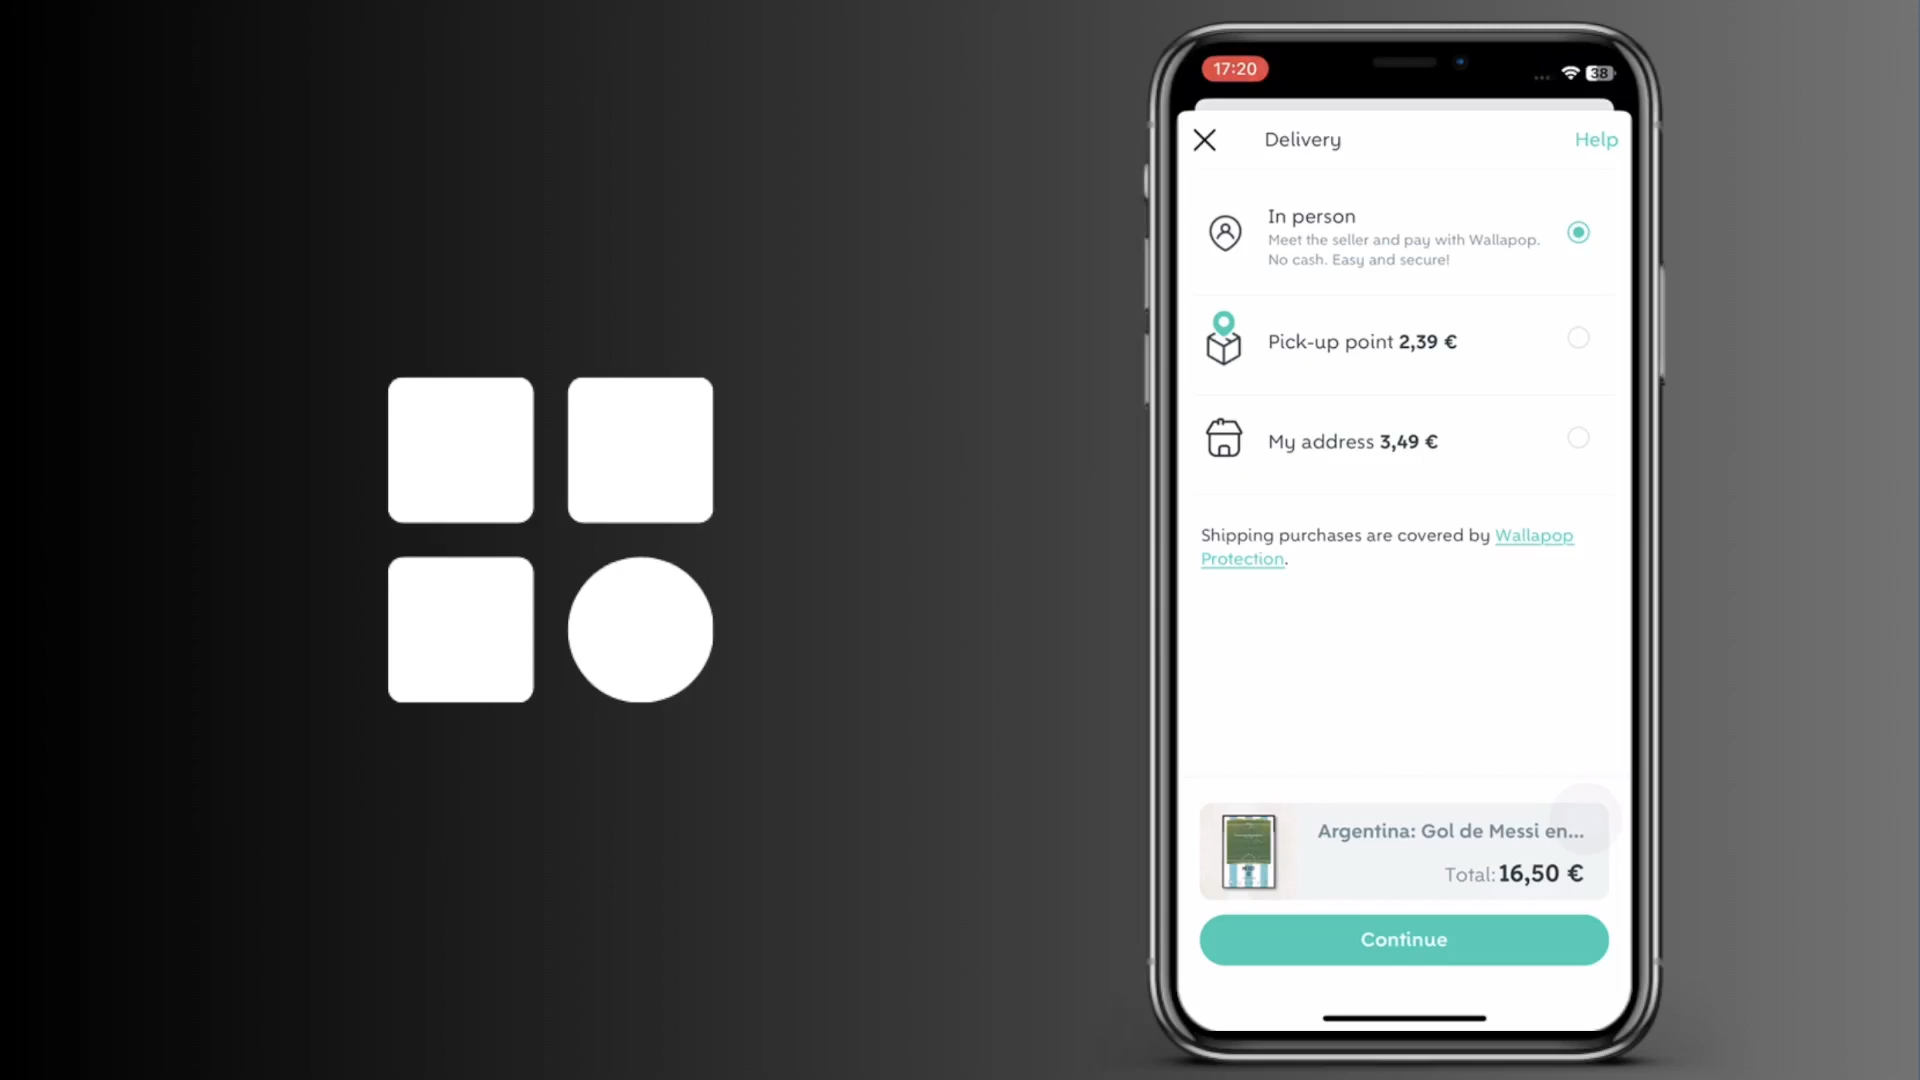 17:20
38
Delivery
Help
In person
Meet the seller and pay with Wallapop.
No cash. Easy and secure!
Pick-up point 2,39 €
My address 3,49 €
Shipping purchases are covered by Wallapop
Protection.
Argentina: Gol de Messi en...
Total: 16,50 €
Continue